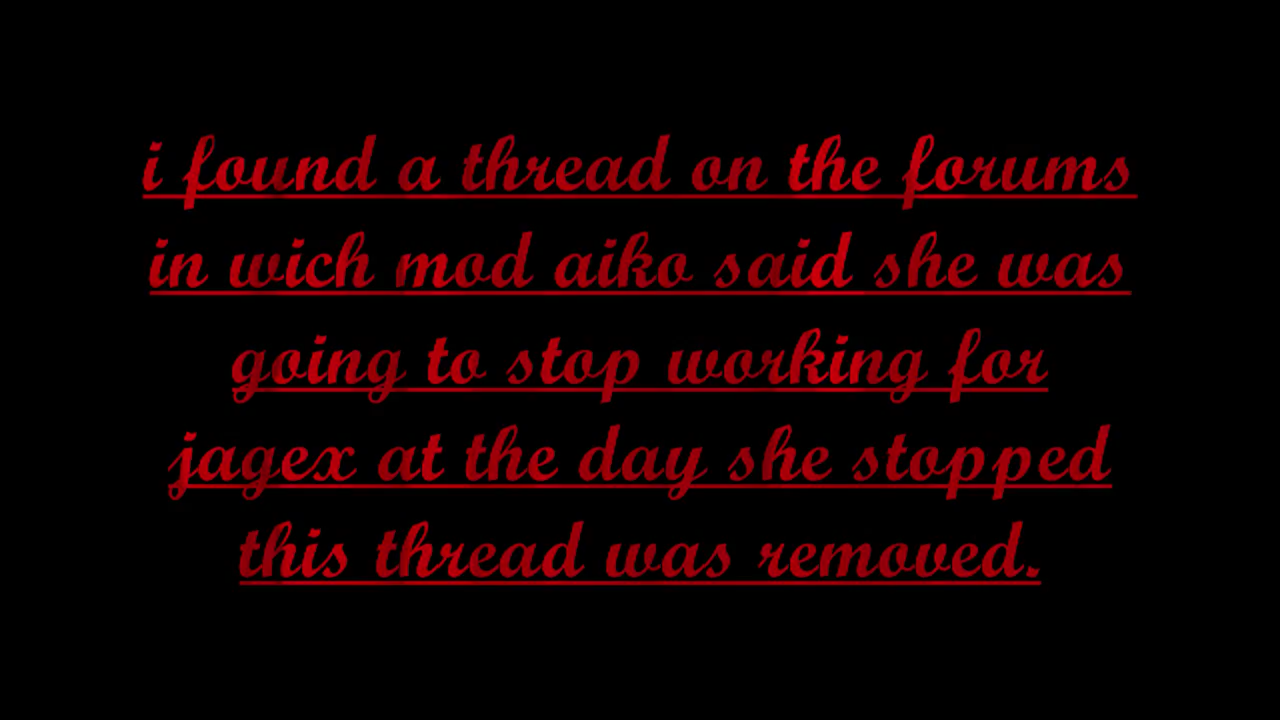 i found a thread on the forums
in wich mod aiko said she was
going to stop working for
jagex at the day she stopped
this thread was removed.